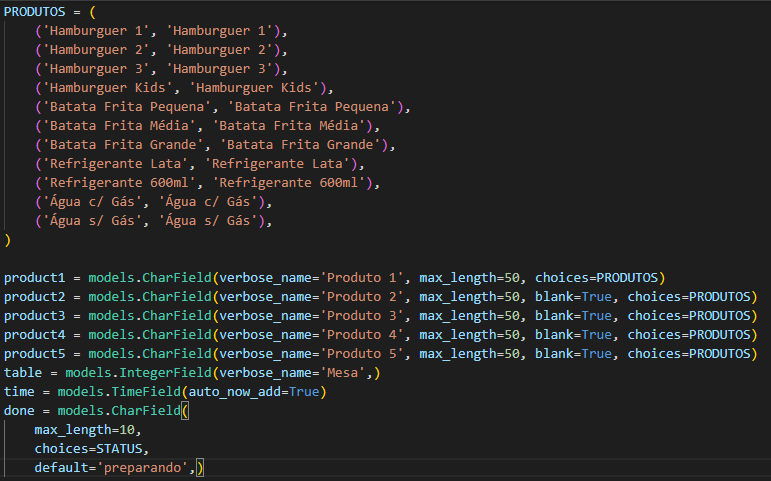 PRODUTOS = (
    ('Hamburguer 1', 'Hamburguer 1'),
    ('Hamburguer 2', 'Hamburguer 2'),
    ('Hamburguer 3', 'Hamburguer 3'),
    ('Hamburguer Kids', 'Hamburguer Kids'),
    ('Batata Frita Pequena', 'Batata Frita Pequena'),
    ('Batata Frita Média', 'Batata Frita Média'),
    ('Batata Frita Grande', 'Batata Frita Grande'),
    ('Refrigerante Lata', 'Refrigerante Lata'),
    ('Refrigerante 600ml', 'Refrigerante 600ml'),
    ('Água c/ Gás', 'Água c/ Gás'),
    ('Água s/ Gás', 'Água s/ Gás'),
)
product1 = models.CharField(verbose_name='Produto 1', max_length=50, choices=PRODUTOS)
product2 = models.CharField(verbose_name='Produto 2', max_length=50, blank=True, choices=PRODUTOS)
product3 = models.CharField(verbose_name='Produto 3', max_length=50, blank=True, choices=PRODUTOS)
product4 = models.CharField(verbose_name='Produto 4', max_length=50, blank=True, choices=PRODUTOS)
product5 = models.CharField(verbose_name='Produto 5', max_length=50, blank=True, choices=PRODUTOS)
table = models.IntegerField(verbose_name='Mesa',)
time = models.TimeField(auto_now_add=True)
done = models.CharField(
    max_length=10,
    choices=STATUS,
    default='preparando',)